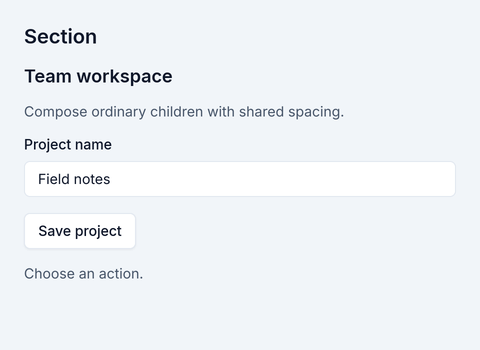 Section
Team workspace
Compose ordinary children with shared spacing.
Project name
Field notes
Save project
Choose an action.